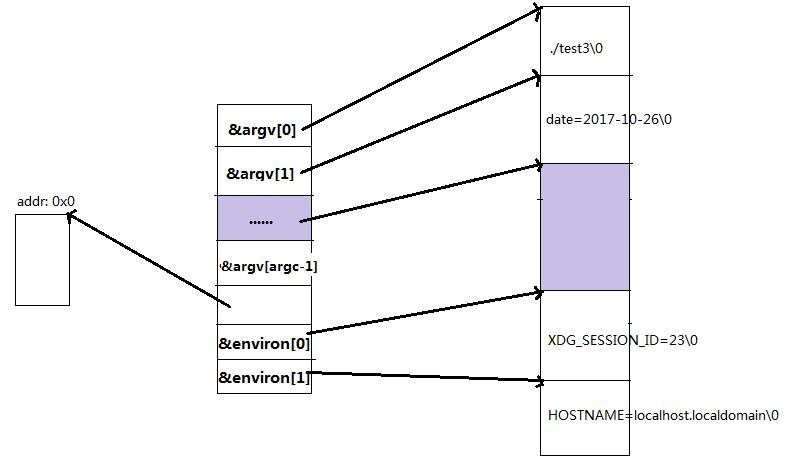 ./test3\0
date=2017-10-26\0
&argv[0]
&argv[1]
addr: 0x0
......
&argv[argc-1]
&environ[0]
XDG_SESSION_ID=23\0
&environ[1]
HOSTNAME=localhost.localdomain\0